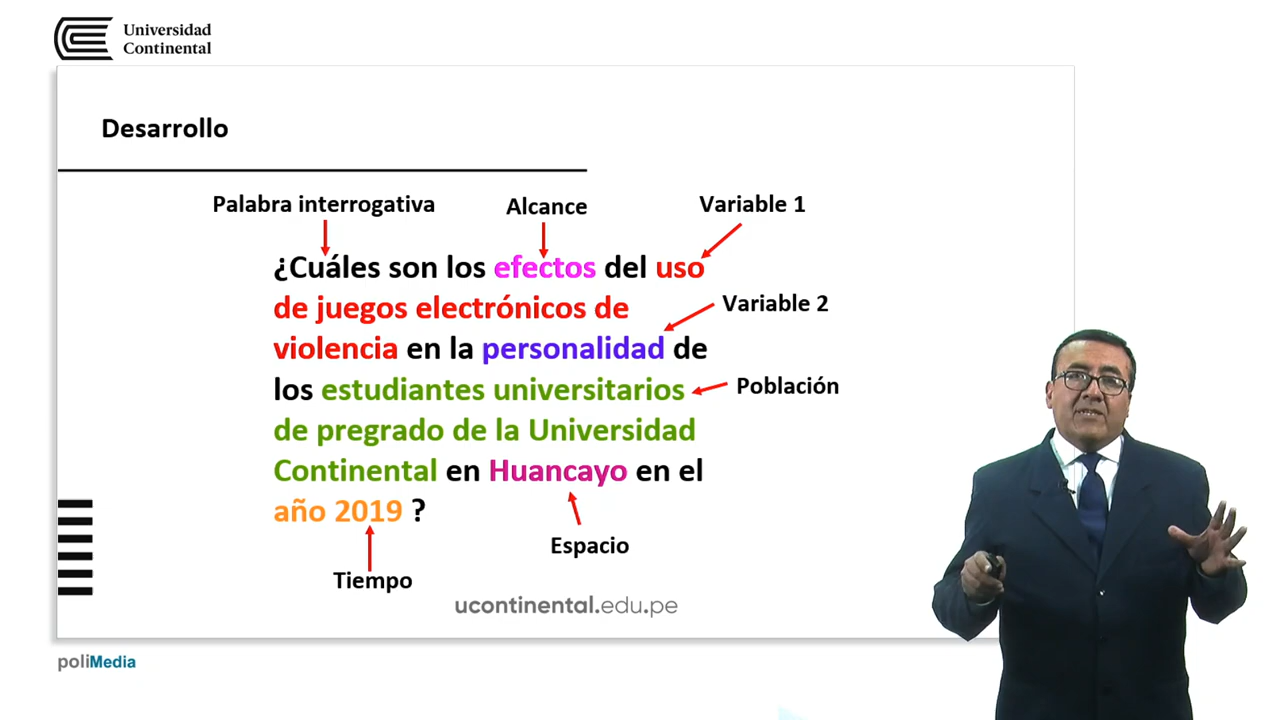 Universidad
Continental
Desarrollo
Palabra interrogativa
Alcance
Variable 1
¿Cuáles son los efectos del uso
de juegos electrónicos de
Variable 2
violencia en la personalidad de
los estudiantes universitarios
Población
de pregrado de la Universidad
Continental en Huancayo en el
año 2019 ?
Espacio
Tiempo
ucontinental.edu.pe
poliMedia